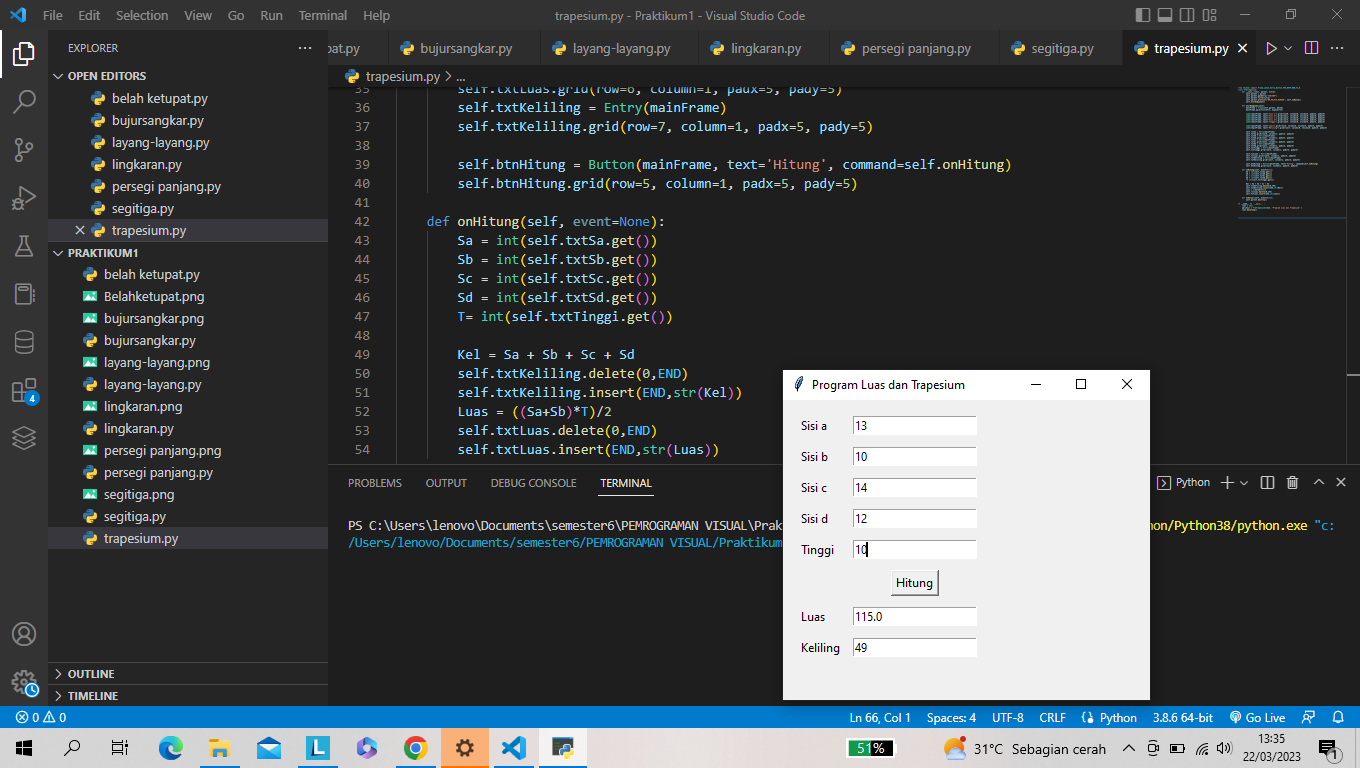 File Edit Selection View Go Run Terminal Help
trapesium.py - Praktikum1 - Visual Studio Code
EXPLORER
OPEN EDITORS
belah ketupat.py
bujursangkar.py
layang-layang.py
lingkaran.py
persegi panjang.py
segitiga.py
trapesium.py
PRAKTIKUM1
belah ketupat.py
Belahketupat.png
bujursangkar.png
bujursangkar.py
layang-layang.png
layang-layang.py
lingkaran.png
lingkaran.py
persegi panjang.png
persegi panjang.py
segitiga.png
segitiga.py
trapesium.py
OUTLINE
TIMELINE
4
pat.py bujursangkar.py layang-layang.py lingkaran.py persegi panjang.py segitiga.py trapesium.py
trapesium.py > ...
35 self.txtLuas.grid(row=6, column=1, padx=5, pady=5)
36 self.txtKeliling = Entry(mainFrame)
37 self.txtKeliling.grid(row=7, column=1, padx=5, pady=5)
38
39 self.btnHitung = Button(mainFrame, text='Hitung', command=self.onHitung)
40 self.btnHitung.grid(row=5, column=1, padx=5, pady=5)
41
42 def onHitung(self, event=None):
43 Sa = int(self.txtSa.get())
44 Sb = int(self.txtSb.get())
45 Sc = int(self.txtSc.get())
46 Sd = int(self.txtSd.get())
47 T= int(self.txtTinggi.get())
48
49 Kel = Sa + Sb + Sc + Sd
50 self.txtKeliling.delete(0,END)
51 self.txtKeliling.insert(END,str(Kel))
52 Luas = ((Sa+Sb)*T)/2
53 self.txtLuas.delete(0,END)
54 self.txtLuas.insert(END,str(Luas))
PROBLEMS OUTPUT DEBUG CONSOLE TERMINAL
Python
PS C:\Users\lenovo\Documents\semester6\PEMROGRAMAN VISUAL\Prak
hon/Python38/python.exe "c:
/Users/lenovo/Documents/semester6/PEMROGRAMAN VISUAL/Praktikum
Program Luas dan Trapesium
Sisi a 13
Sisi b 10
Sisi c 14
Sisi d 12
Tinggi 10
Hitung
Luas 115.0
Keliling 49
0 0
Ln 66, Col 1 Spaces: 4 UTF-8 CRLF Python 3.8.6 64-bit Go Live
L
51%
31°C Sebagian cerah
13:35
22/03/2023
1